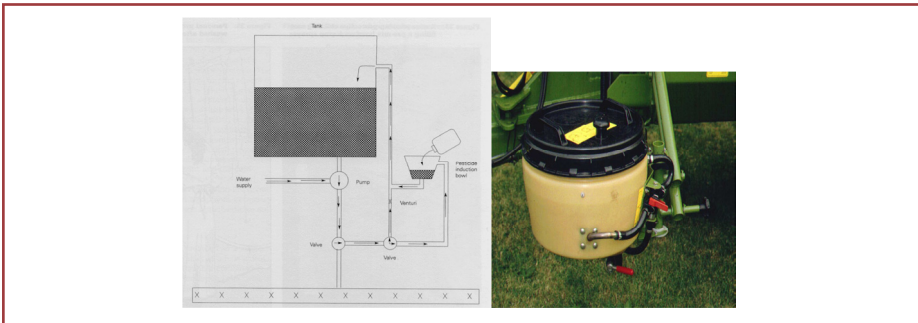 Tank
Water
supply
Pump
Pesticide
induction
bowl
Venturi
Valve
Valve
X X X X X X X X X X X X